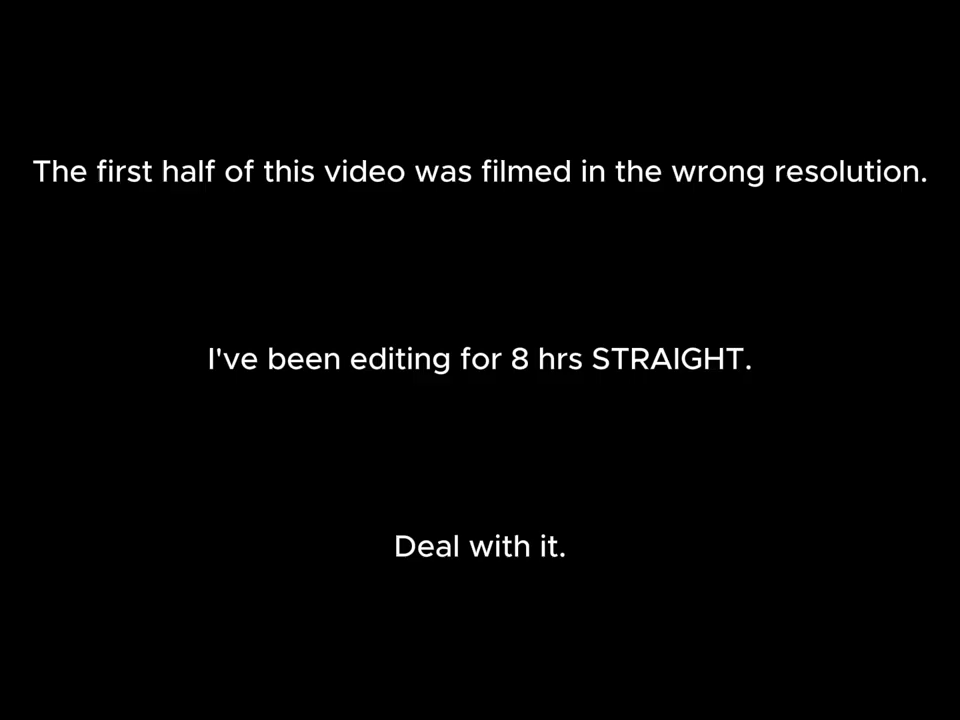 The first half of this video was filmed in the wrong resolution.
I've been editing for 8 hrs STRAIGHT.
Deal with it.